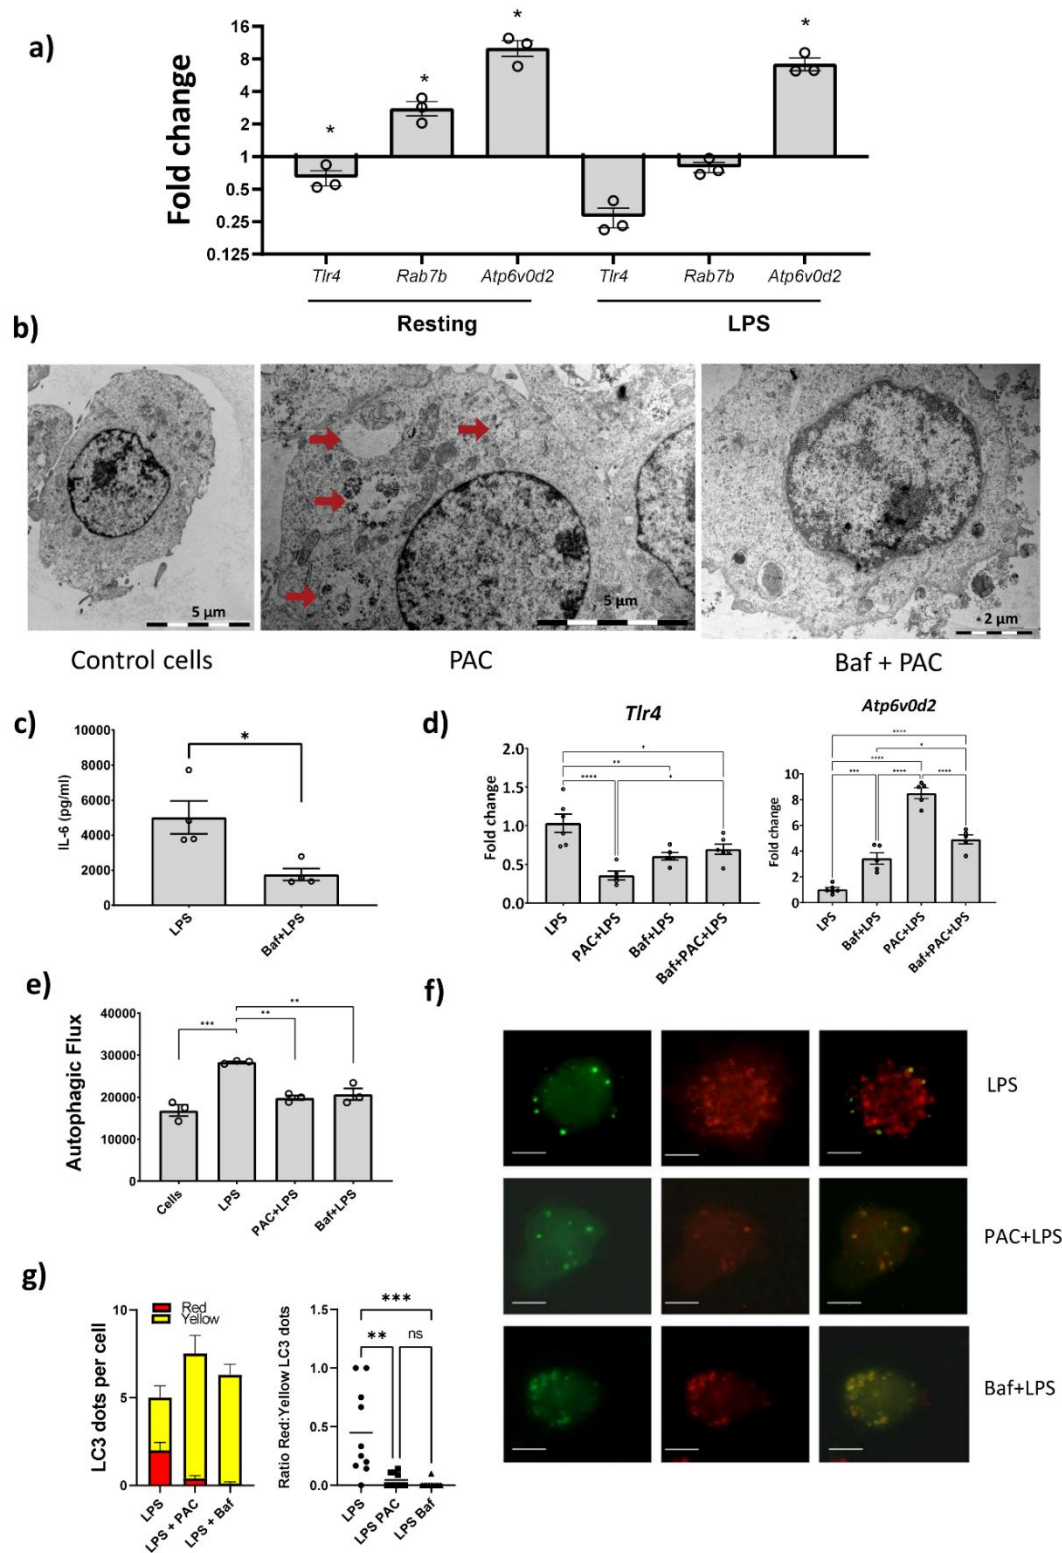 a)
Fold change
16
8
4
2
1
0.5
0.25
0.125
*
*
*
*
Tlr4
Rab7b
Atp6v0d2
Tlr4
Rab7b
Atp6v0d2
Resting
LPS
b)
5 µm
5 µm
2 µm
Control cells
PAC
Baf + PAC
c)
IL-6 (pg/ml)
10000
8000
6000
4000
2000
0
*
LPS
Baf+LPS
d)
Tlr4
Fold change
2.0
1.5
1.0
0.5
0.0
*
**
****
*
LPS
PAC+LPS
Baf+LPS
Baf+PAC+LPS
Atp6v0d2
Fold change
10
8
6
4
2
0
****
*
****
***
****
****
LPS
Baf+LPS
PAC+LPS
Baf+PAC+LPS
e)
Autophagic Flux
40000
30000
20000
10000
0
***
**
**
Cells
LPS
PAC+LPS
Baf+LPS
f)
LPS
PAC+LPS
Baf+LPS
g)
LC3 dots per cell
10
5
0
Red
Yellow
LPS
LPS + PAC
LPS + Baf
Ratio Red:Yellow LC3 dots
1.5
1.0
0.5
0.0
***
**
ns
LPS
LPS PAC
LPS Baf